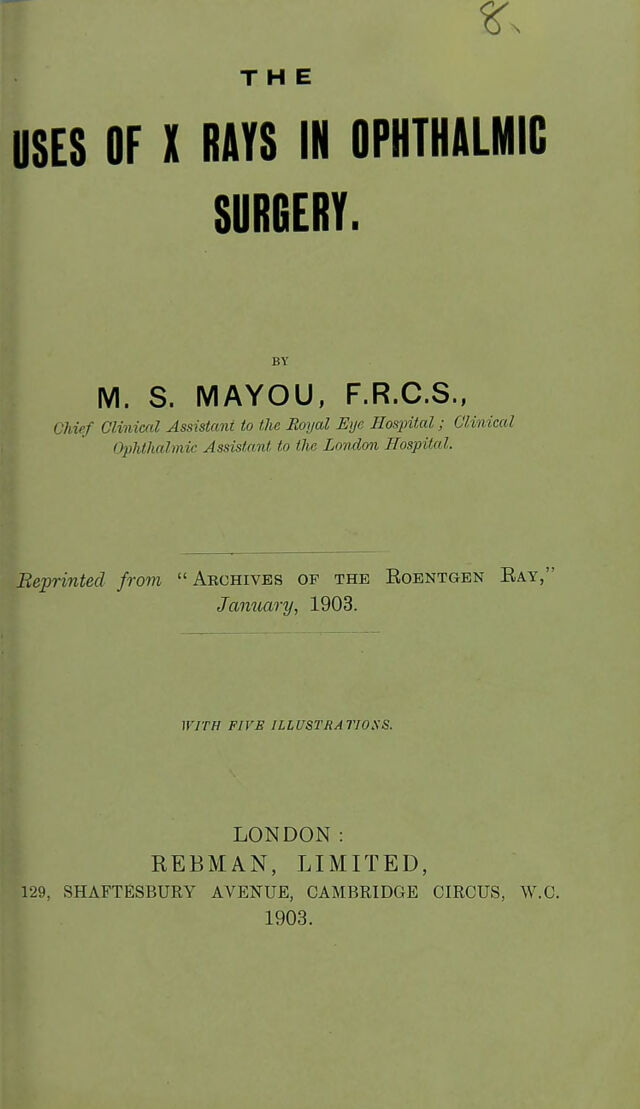 8
THE
USES OF X RAYS IN OPHTHALMIC
SURGERY.
BY
M. S. MAYOU, F.R.C.S.,
Chief Clinical Assistant to the Royal Eye Hospital; Clinical
Ophthalmic Assistant to the London Hospital.
Reprinted from "ARCHIVES OF THE ROENTGEN RAY,"
January, 1903.
WITH FIVE ILLUSTRATIONS.
LONDON:
REBMAN, LIMITED,
129, SHAFTESBURY AVENUE, CAMBRIDGE CIRCUS, W.C.
1903.